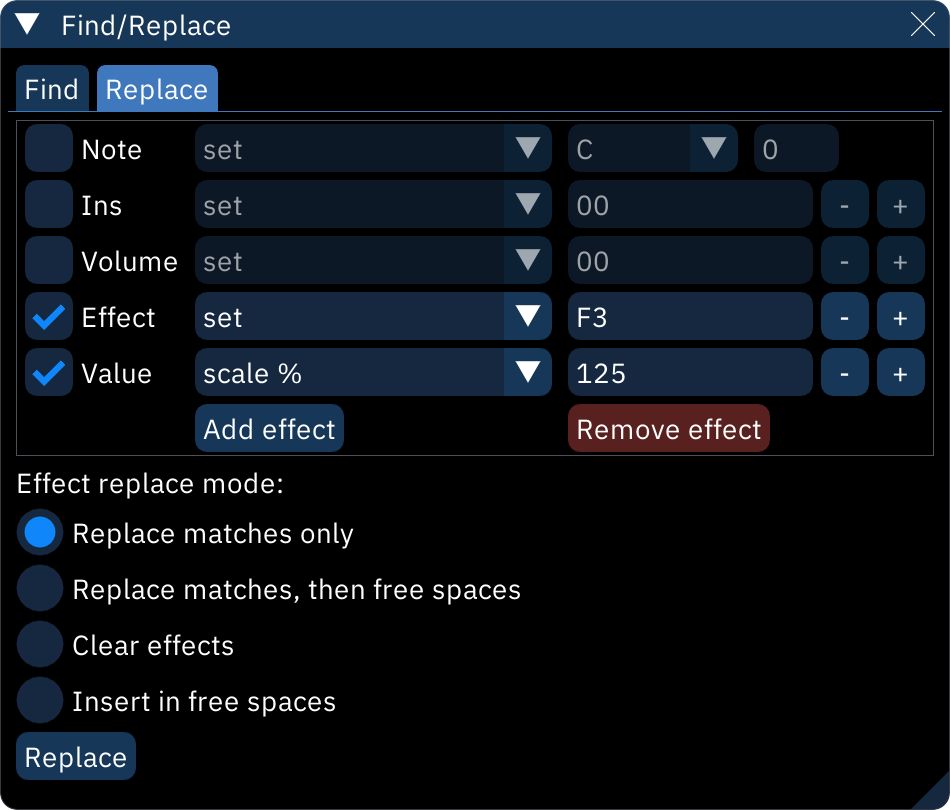 Find/Replace
Find Replace
Note set C 0
Ins set 00 - +
Volume set 00 - +
Effect set F3 - +
Value scale % 125 - +
Add effect Remove effect
Effect replace mode:
Replace matches only
Replace matches, then free spaces
Clear effects
Insert in free spaces
Replace